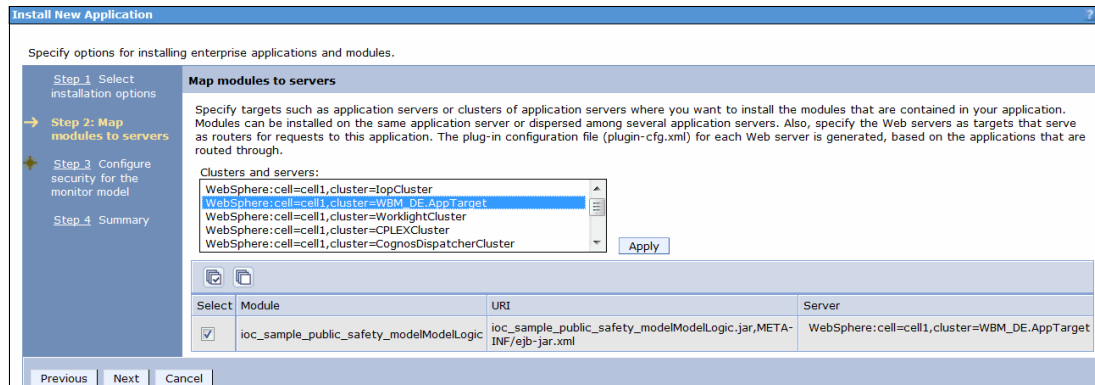 Install New Application
?
Specify options for installing enterprise applications and modules.
Step 1 Select
installation options
Step 2: Map
modules to servers
Step 3 Configure
security for the
monitor model
Step 4 Summary
Map modules to servers
Specify targets such as application servers or clusters of application servers where you want to install the modules that are contained in your application.
Modules can be installed on the same application server or dispersed among several application servers. Also, specify the Web servers as targets that serve
as routers for requests to this application. The plug-in configuration file (plugin-cfg.xml) for each Web server is generated, based on the applications that are
routed through.
Clusters and servers:
WebSphere:cell=cell1,cluster=IopCluster
WebSphere:cell=cell1,cluster=WBM_DE.AppTarget
WebSphere:cell=cell1,cluster=WorklightCluster
WebSphere:cell=cell1,cluster=CPLEXCluster
WebSphere:cell=cell1,cluster=CognosDispatcherCluster
Apply
Select Module URI Server
ioc_sample_public_safety_modelModelLogic ioc_sample_public_safety_modelModelLogic.jar,META- WebSphere:cell=cell1,cluster=WBM_DE.AppTarget
INF/ejb-jar.xml
Previous Next Cancel